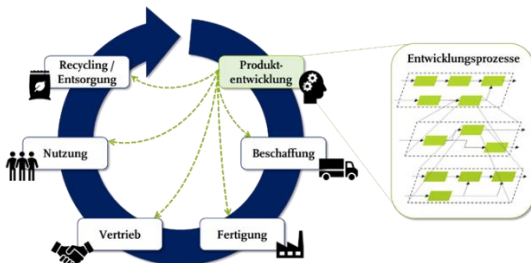 Recycling /
Entsorgung
Produkt-
entwicklung
Nutzung
Beschaffung
Vertrieb
Fertigung
Entwicklungsprozesse